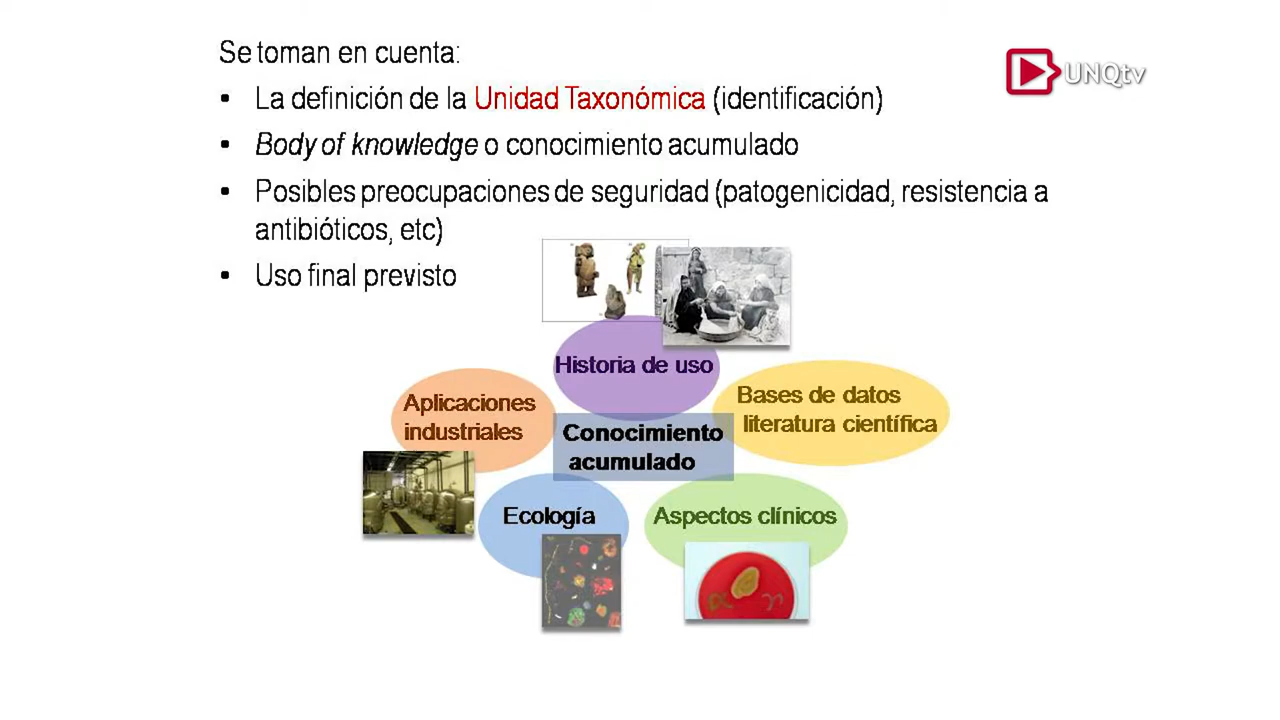 Se toman en cuenta:
• La definición de la Unidad Taxonómica (identificación)
• Body of knowledge o conocimiento acumulado
• Posibles preocupaciones de seguridad (patogenicidad, resistencia a
antibióticos, etc)
• Uso final previsto
UNQtv
Historia de uso
Aplicaciones
industriales
Bases de datos
literatura científica
Conocimiento
acumulado
Ecología
Aspectos clínicos